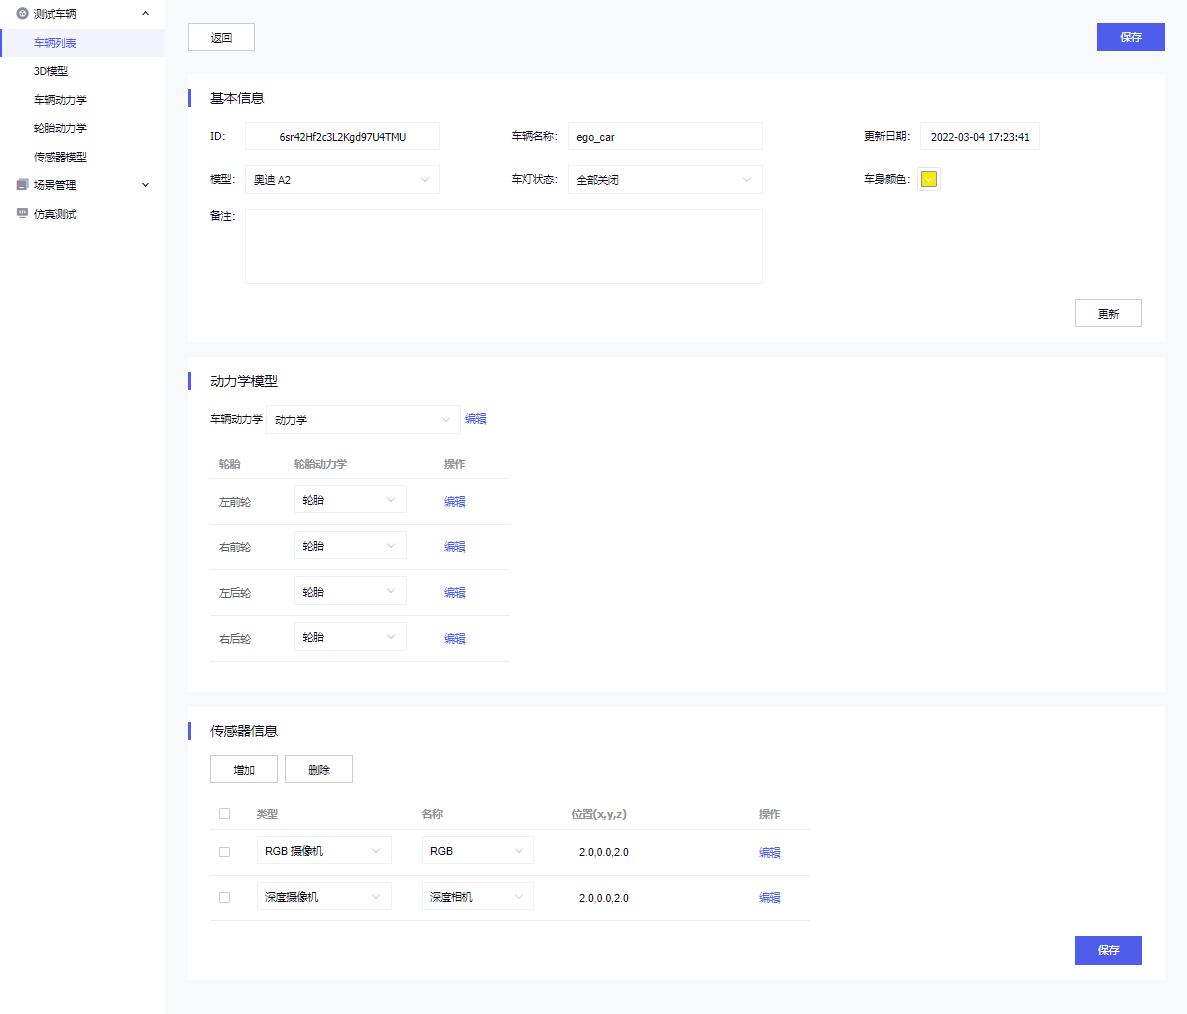 测试车辆
车辆列表
3D模型
车辆动力学
轮胎动力学
传感器模型
场景管理
仿真测试
返回
保存
基本信息
ID: 6sr42Hf2c3L2Kgd97U4TMU 车辆名称: ego_car 更新日期: 2022-03-04 17:23:41
模型: 奥迪 A2 车灯状态: 全部关闭 车身颜色:
备注:
更新
动力学模型
车辆动力学 动力学 编辑
轮胎 轮胎动力学 操作
左前轮 轮胎 编辑
右前轮 轮胎 编辑
左后轮 轮胎 编辑
右后轮 轮胎 编辑
传感器信息
增加 删除
类型 名称 位置(x,y,z) 操作
RGB 摄像机 RGB 2.0,0.0,2.0 编辑
深度摄像机 深度相机 2.0,0.0,2.0 编辑
保存